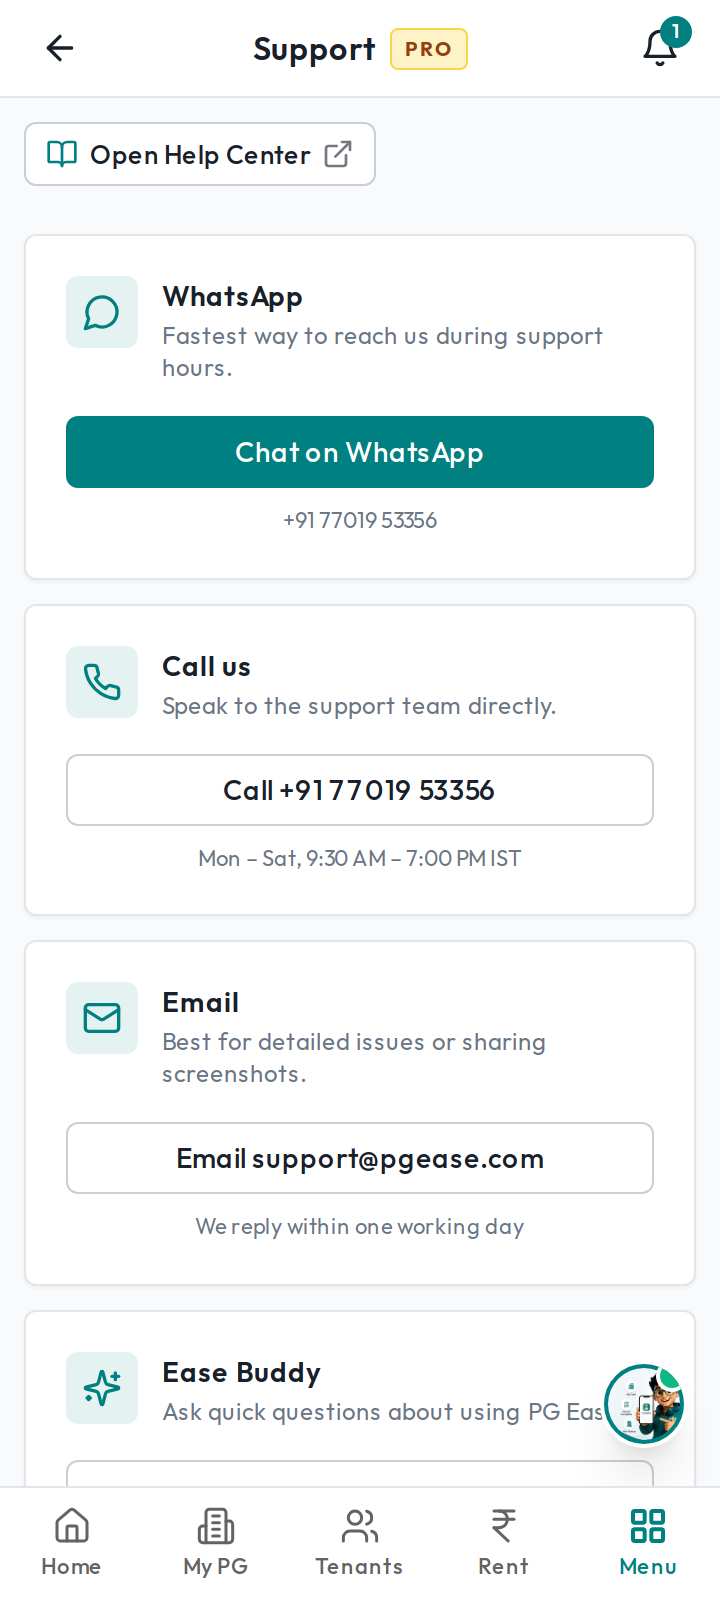 Support PRO
1
Open Help Center
WhatsApp
Fastest way to reach us during support
hours.
Chat on WhatsApp
+91 77019 53356
Call us
Speak to the support team directly.
Call +91 77019 53356
Mon – Sat, 9:30 AM – 7:00 PM IST
Email
Best for detailed issues or sharing
screenshots.
Email support@pgease.com
We reply within one working day
Ease Buddy
Ask quick questions about using PG Eas
Home
My PG
Tenants
Rent
Menu